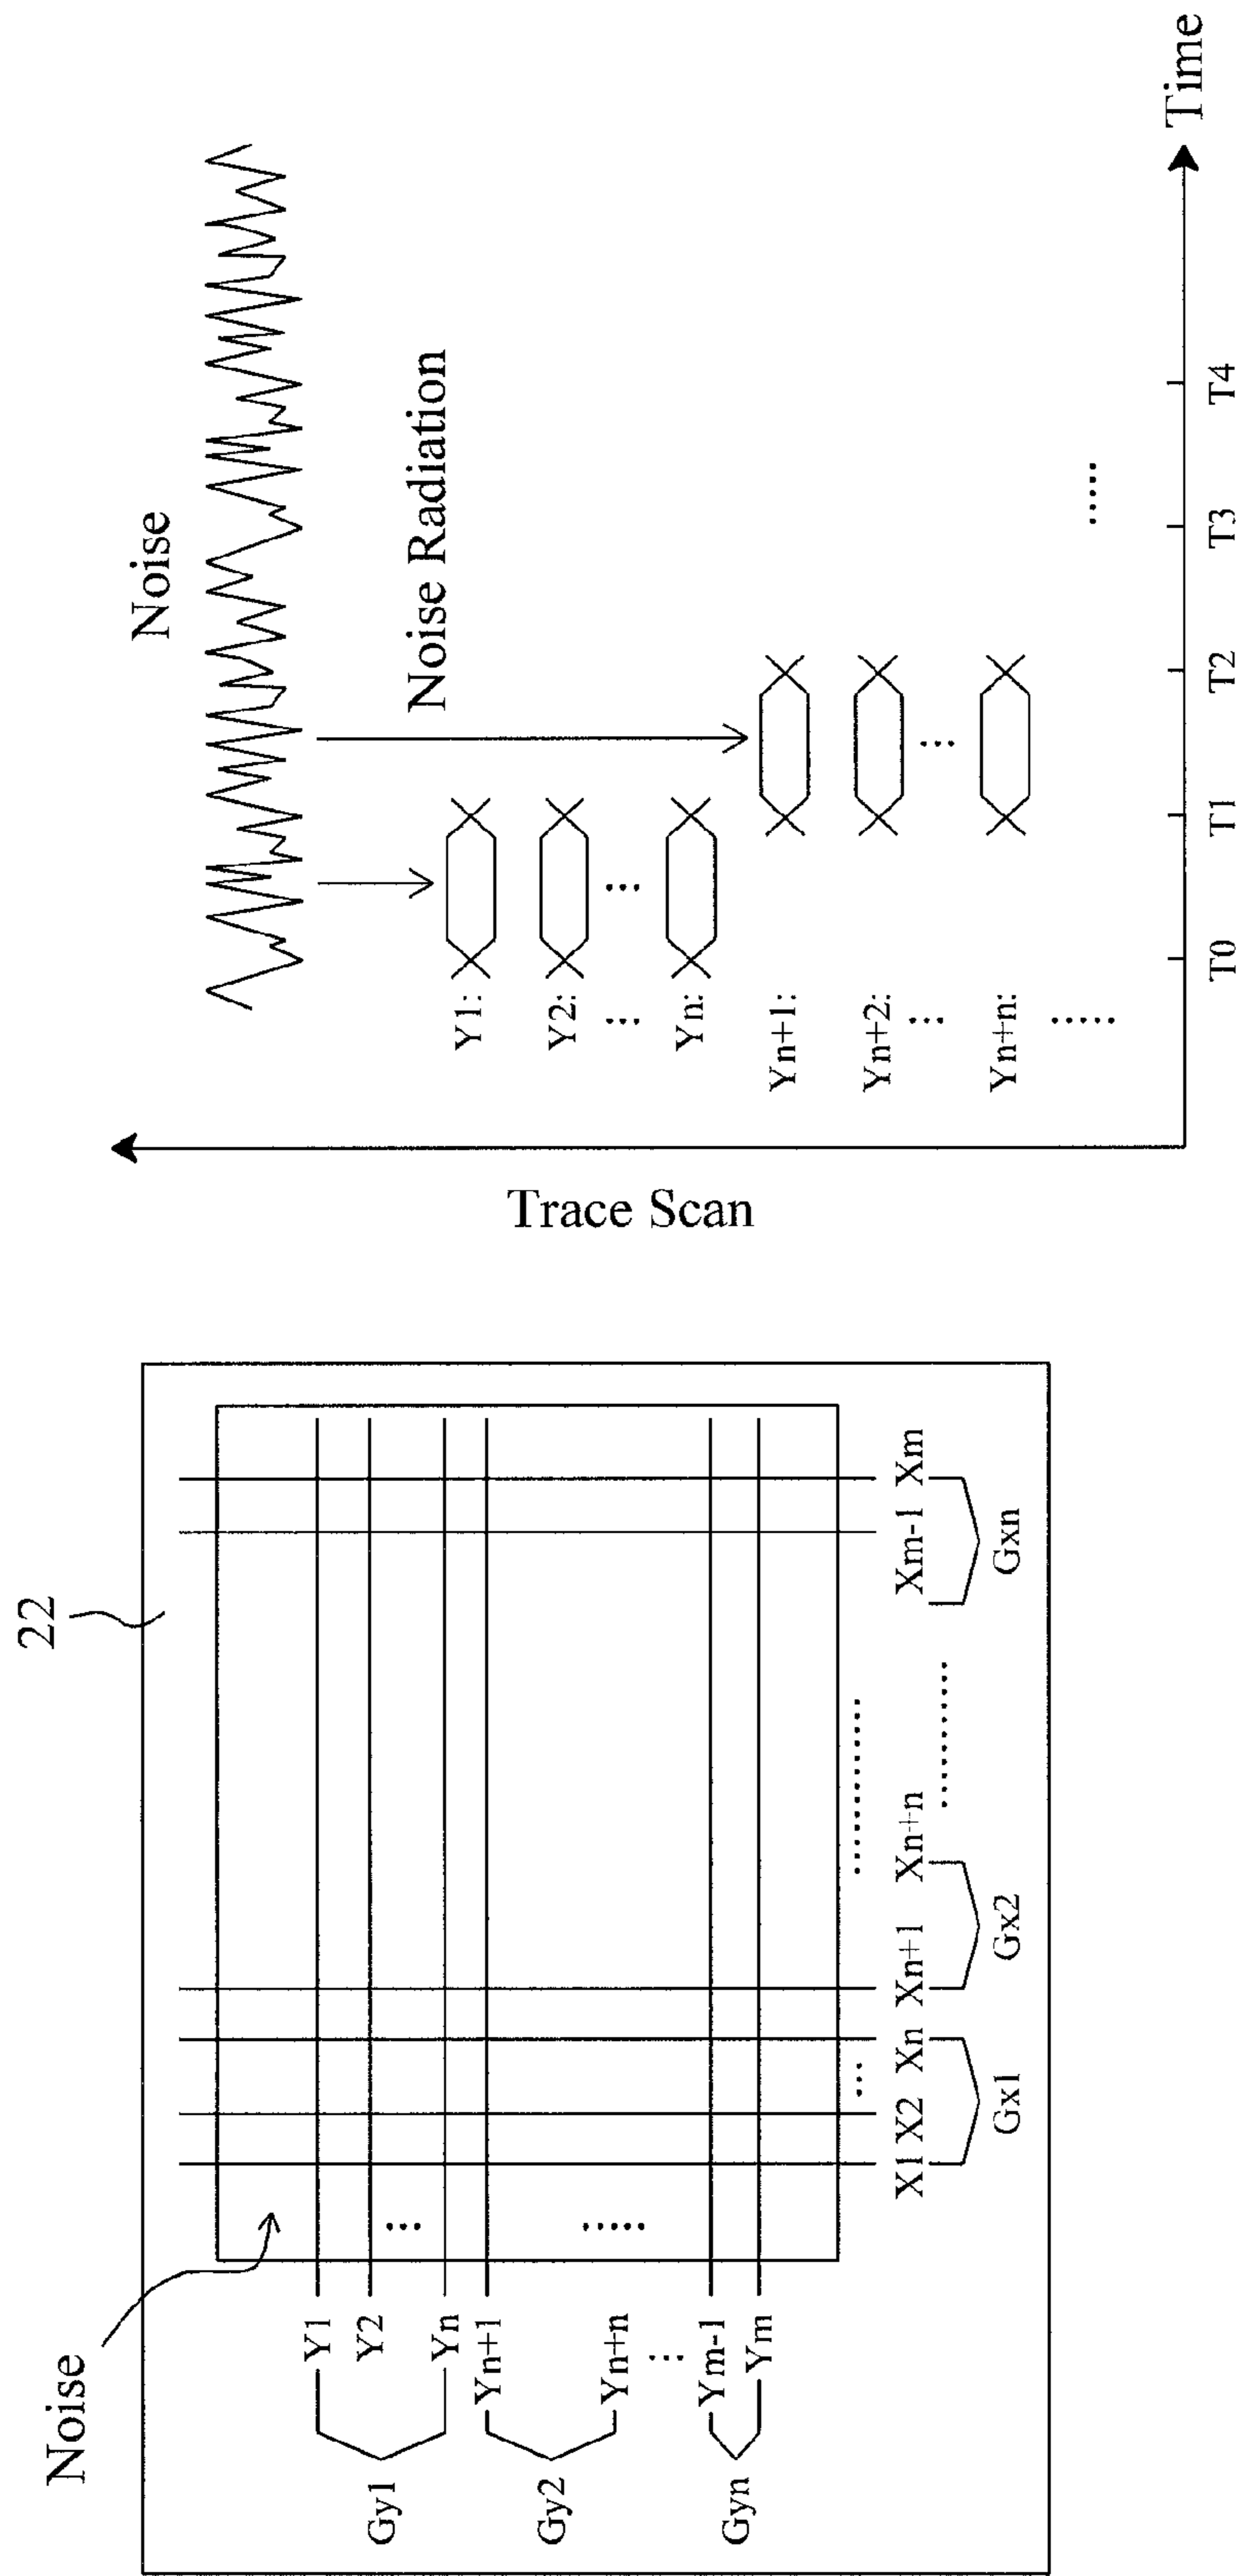 22
Noise
Y1
Y2
Yn
Yn+1
Yn+n
Ym-1
Ym
Gy1
Gy2
Gyn
X1 X2 Xn Xn+1 Xn+n Xm-1 Xm
Gx1 Gx2 Gxn
Trace Scan
Noise
Noise Radiation
Y1:
Y2:
Yn:
Yn+1:
Yn+2:
Yn+n:
T0 T1 T2 T3 T4
Time